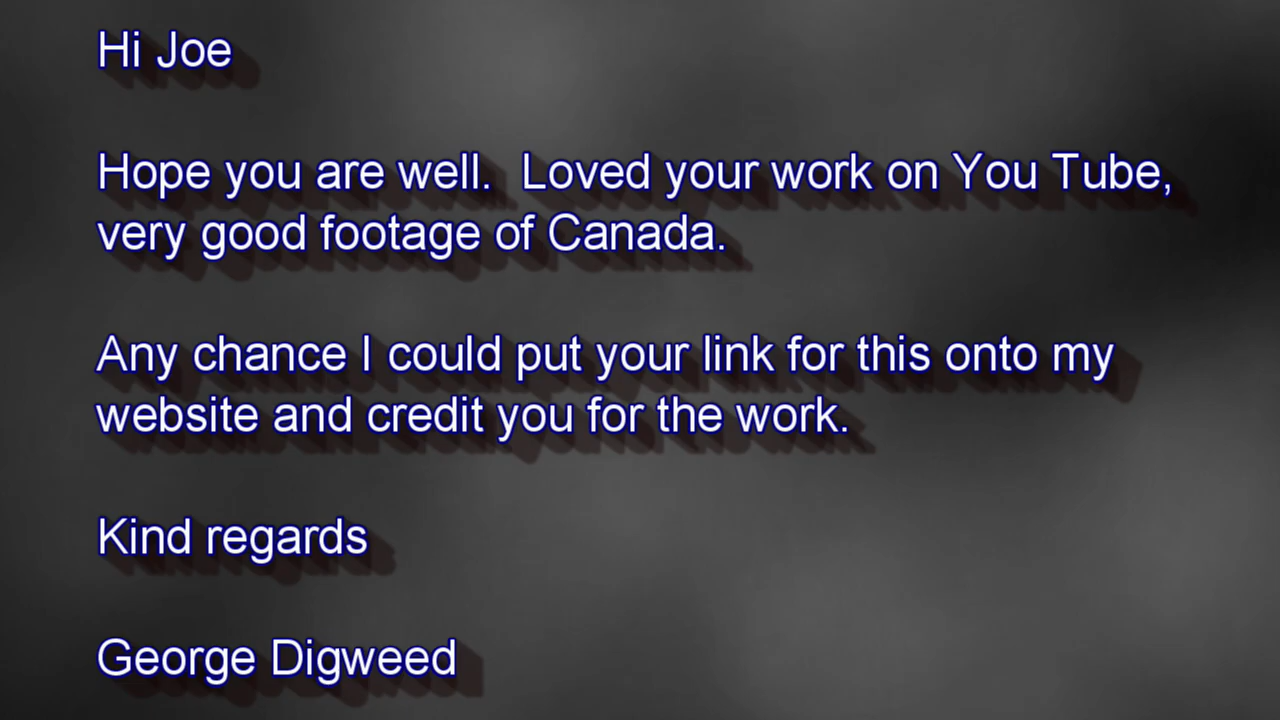 Hi Joe
Hope you are well.  Loved your work on You Tube,
very good footage of Canada.
Any chance I could put your link for this onto my
website and credit you for the work.
Kind regards
George Digweed